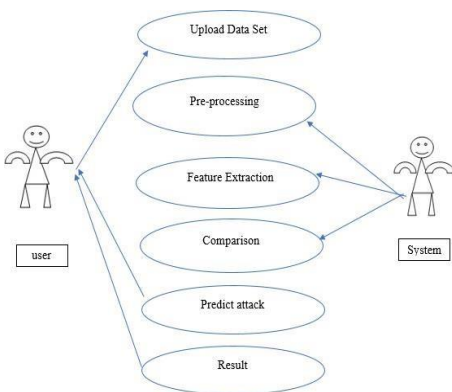 Upload Data Set
Pre-processing
Feature Extraction
Comparison
user
System
Predict attack
Result